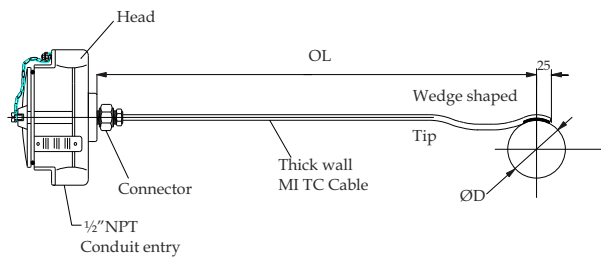 Head
OL
25
Wedge shaped
Tip
Thick wall
MI TC Cable
Connector
ØD
½"NPT
Conduit entry